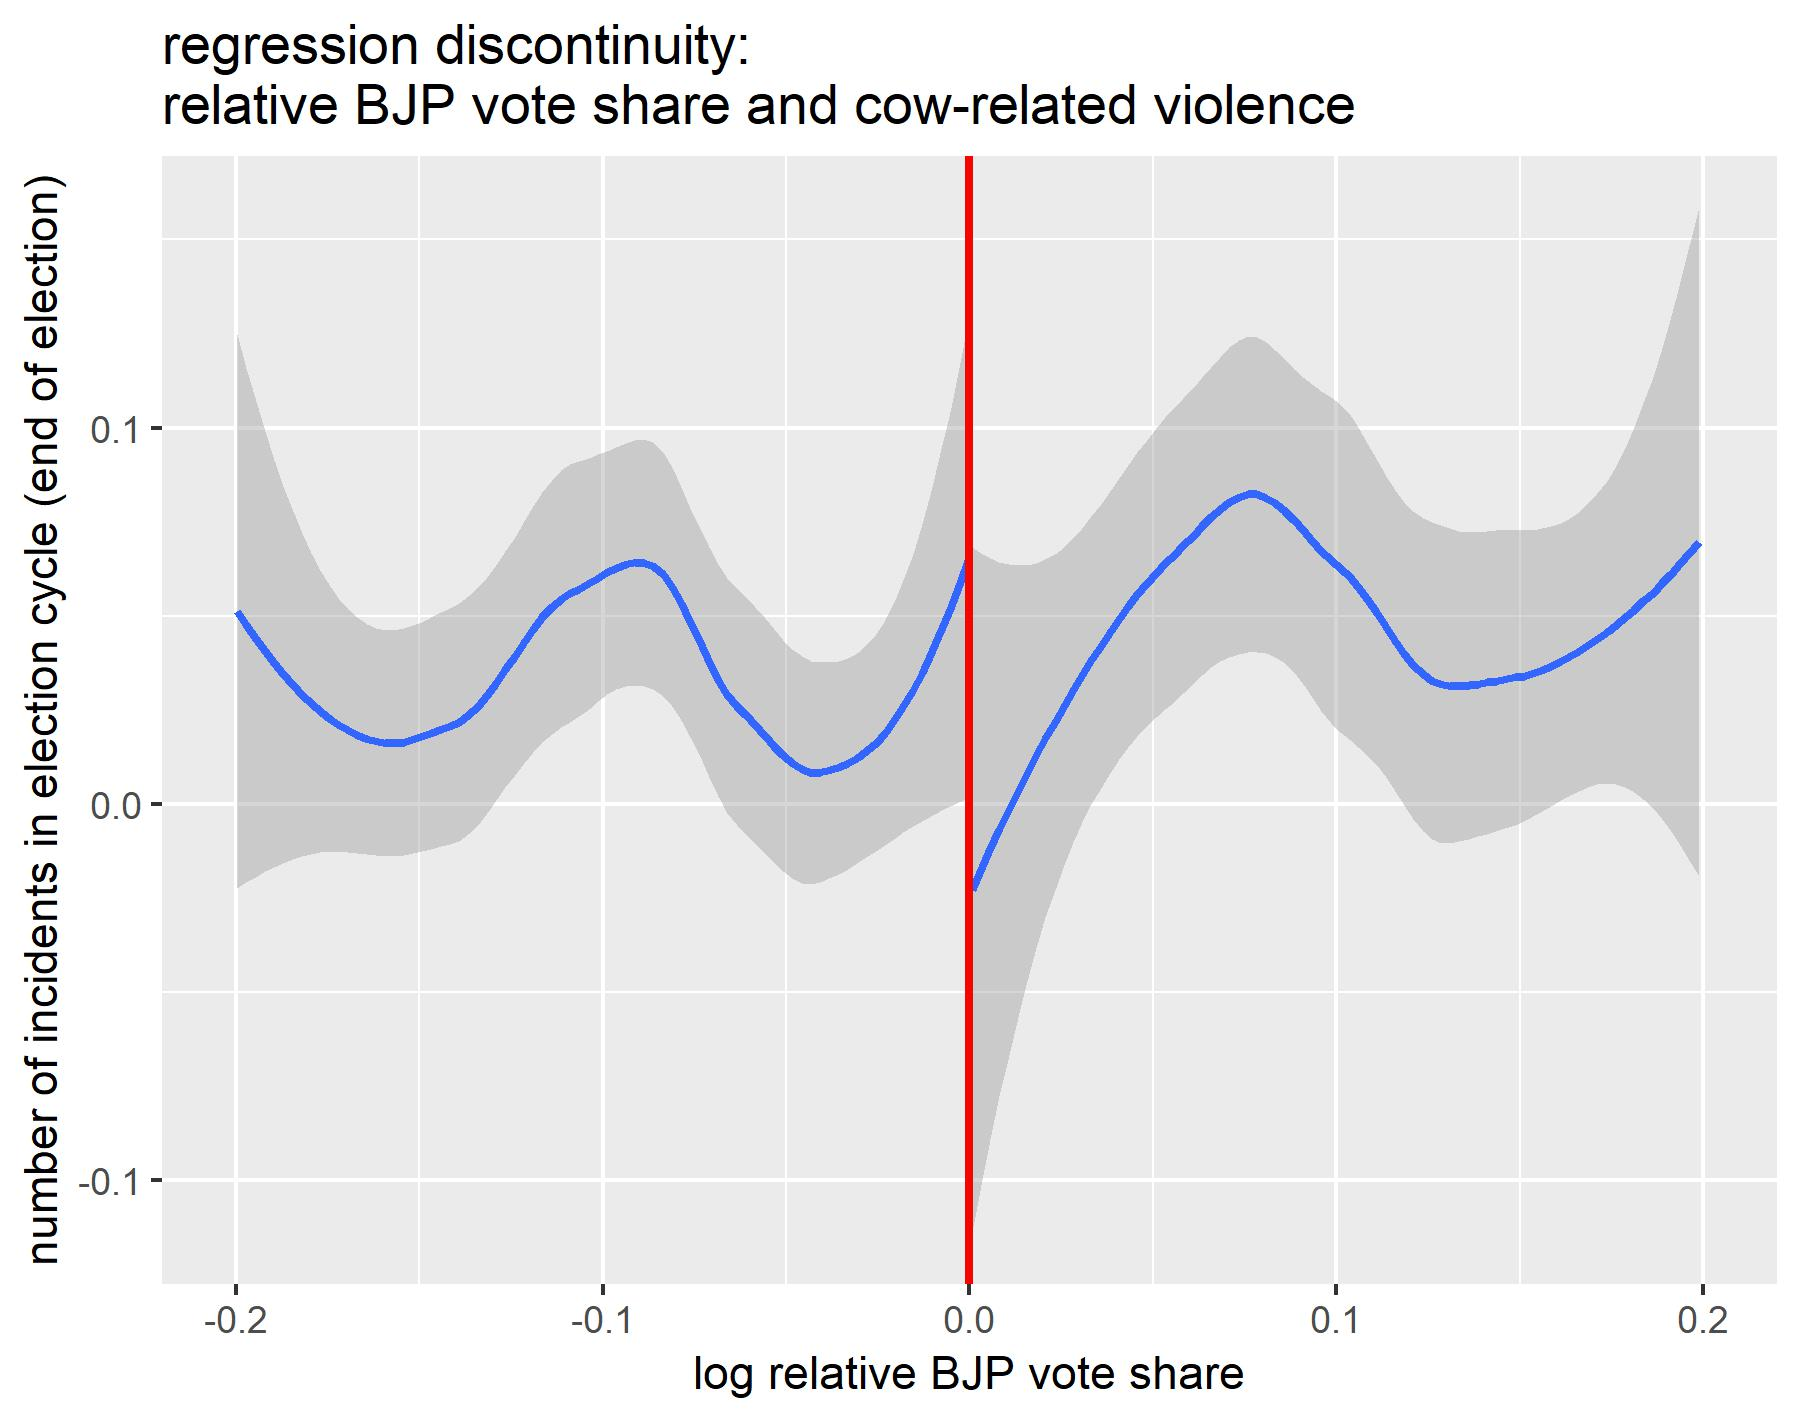 regression discontinuity:
relative BJP vote share and cow-related violence
number of incidents in election cycle (end of election)
0.1
0.0
-0.1
-0.2
-0.1
0.0
0.1
0.2
log relative BJP vote share